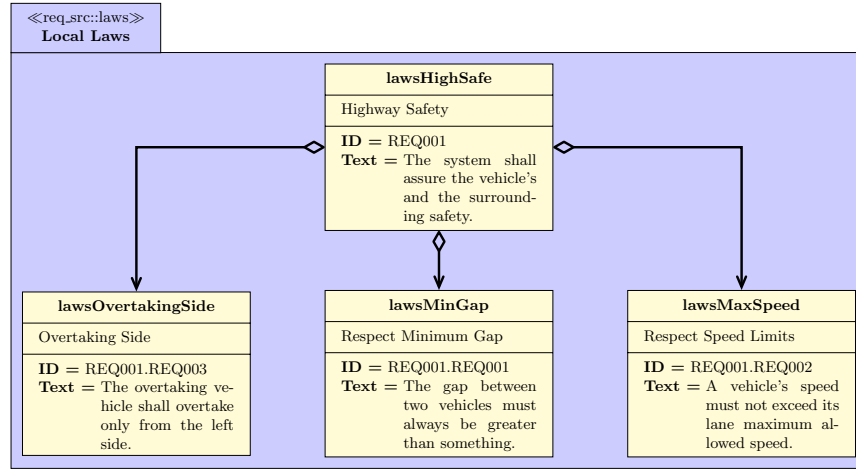 ≪req_src::laws≫
Local Laws
lawsHighSafe
Highway Safety
ID = REQ001
Text = The system shall
assure the vehicle's
and the surround-
ing safety.
lawsOvertakingSide
Overtaking Side
ID = REQ001.REQ003
Text = The overtaking ve-
hicle shall overtake
only from the left
side.
lawsMinGap
Respect Minimum Gap
ID = REQ001.REQ001
Text = The gap between
two vehicles must
always be greater
than something.
lawsMaxSpeed
Respect Speed Limits
ID = REQ001.REQ002
Text = A vehicle's speed
must not exceed its
lane maximum al-
lowed speed.